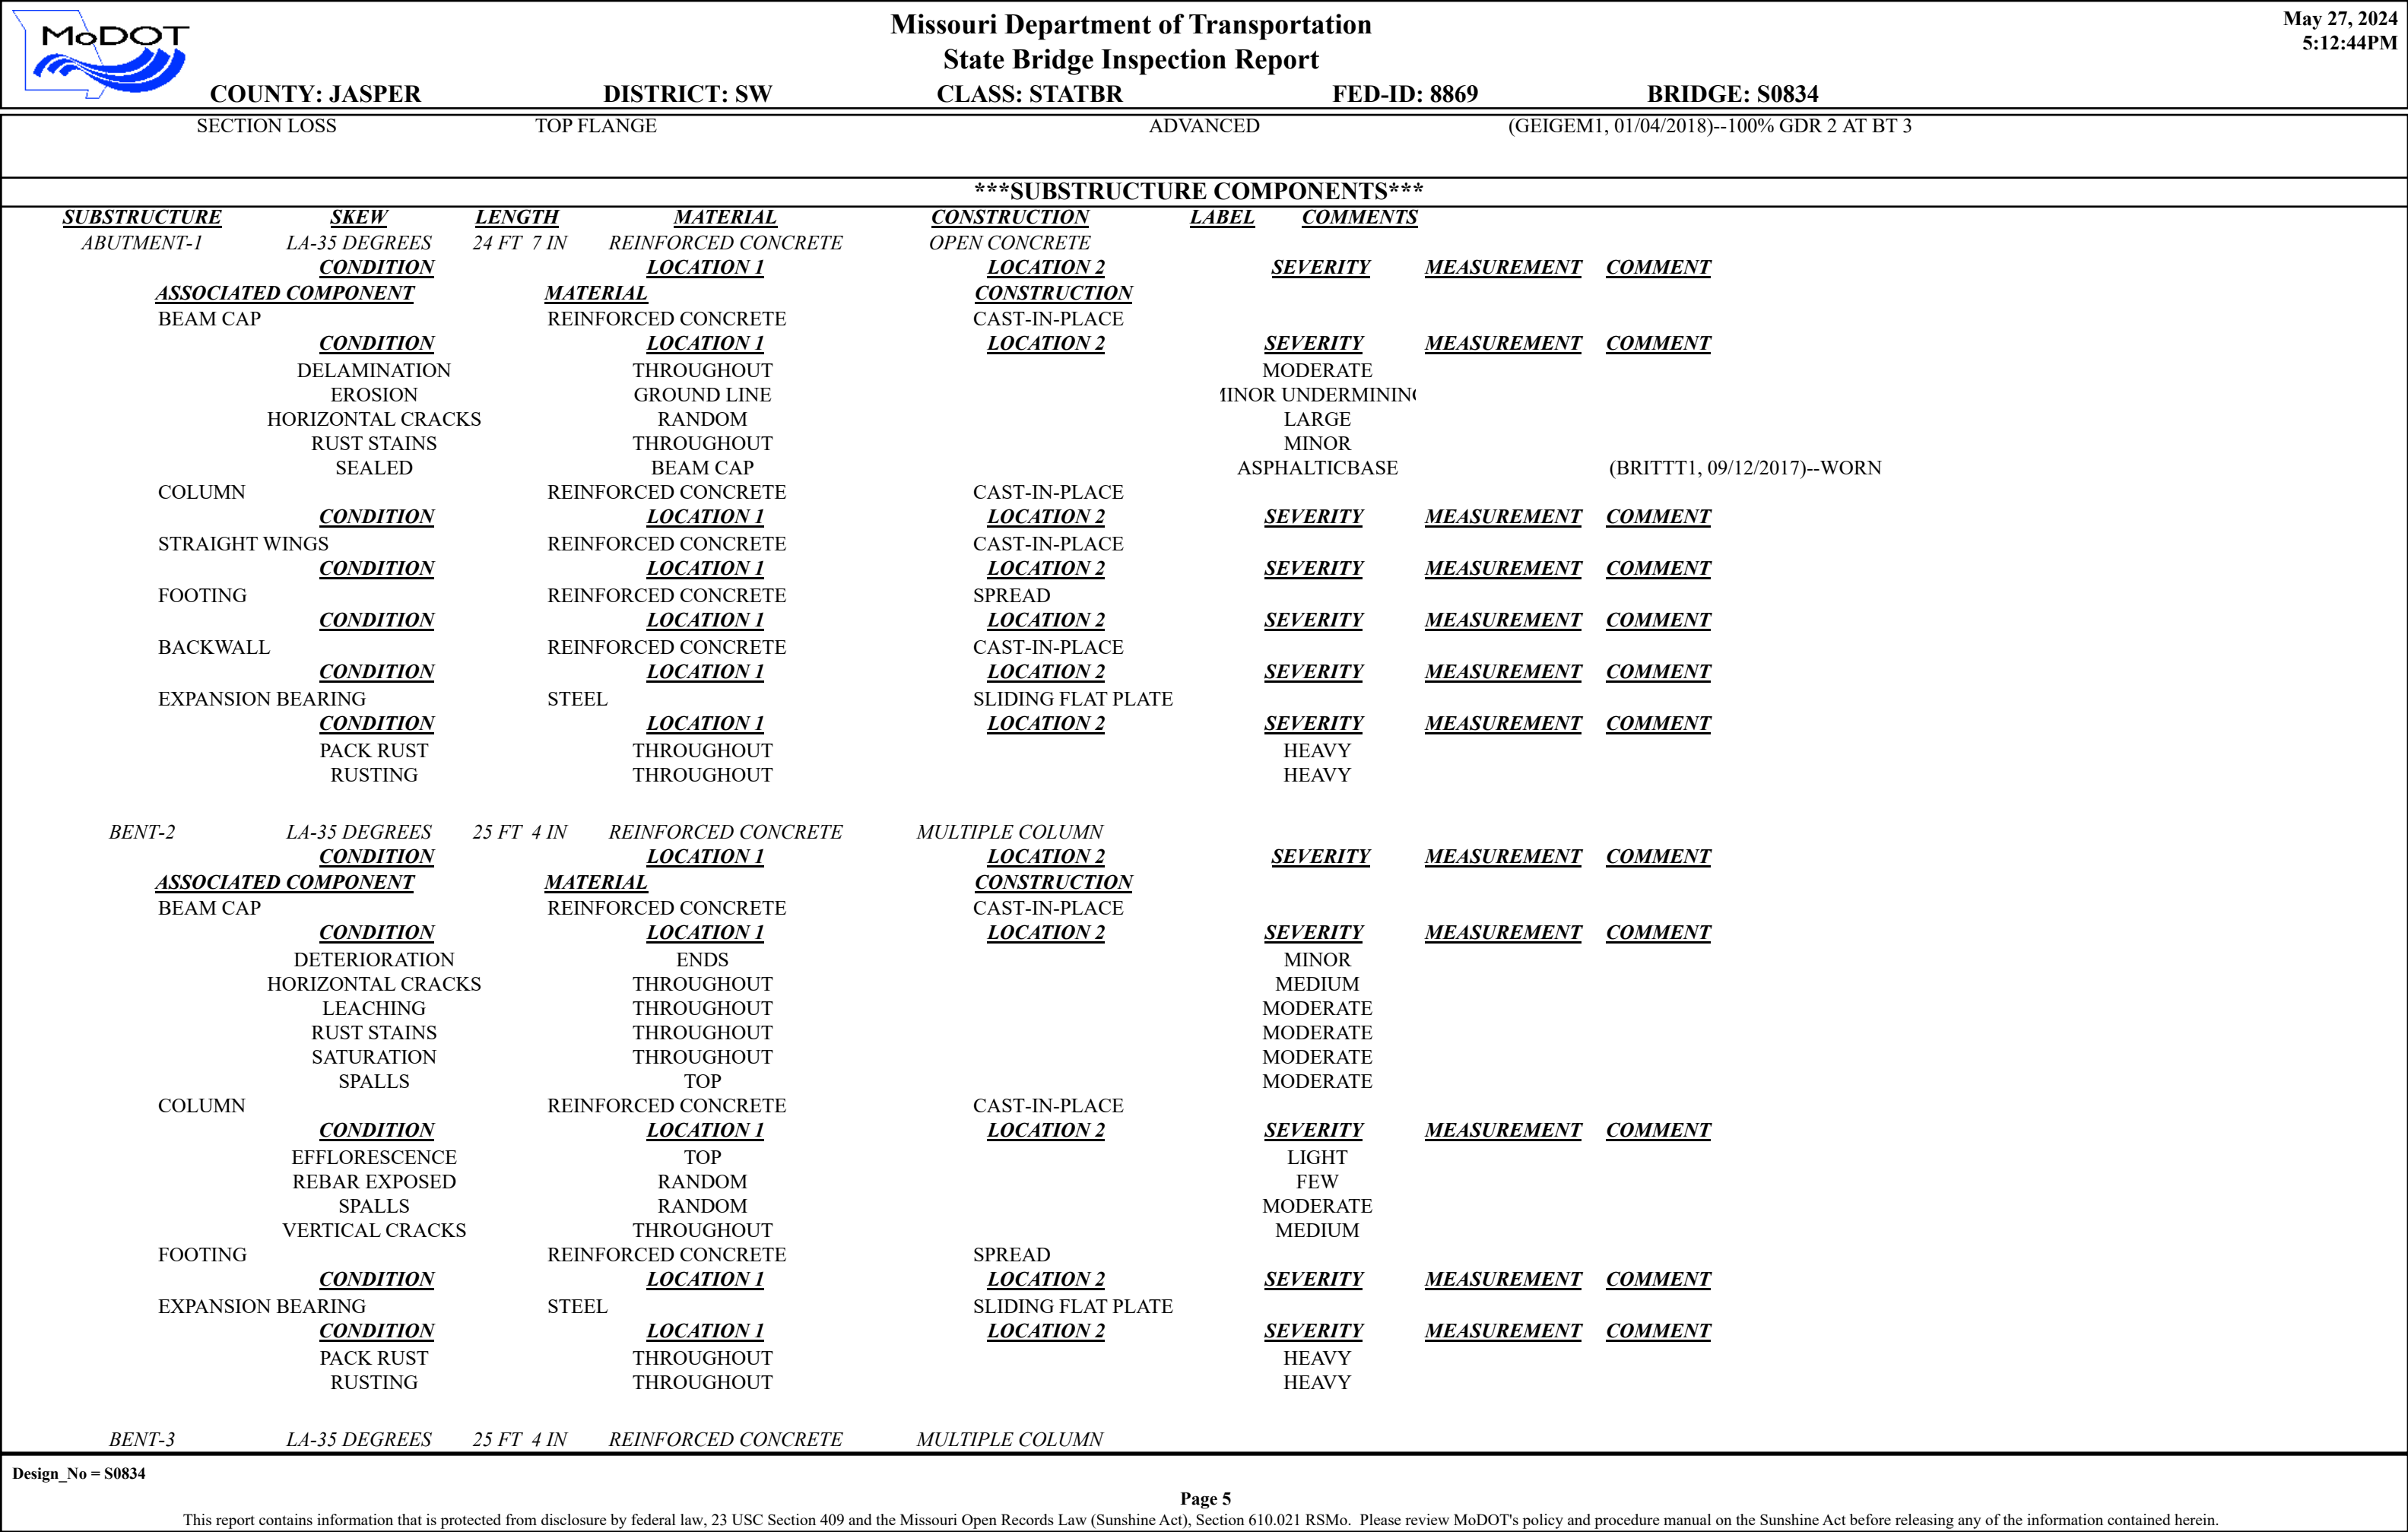 MoDOT
Missouri Department of Transportation
State Bridge Inspection Report
May 27, 2024
5:12:44PM
COUNTY: JASPER DISTRICT: SW CLASS: STATBR FED-ID: 8869 BRIDGE: S0834
SECTION LOSS TOP FLANGE ADVANCED (GEIGEM1, 01/04/2018)--100% GDR 2 AT BT 3
***SUBSTRUCTURE COMPONENTS***
SUBSTRUCTURE SKEW LENGTH MATERIAL CONSTRUCTION LABEL COMMENTS
ABUTMENT-1 LA-35 DEGREES 24 FT 7 IN REINFORCED CONCRETE OPEN CONCRETE
CONDITION LOCATION 1 LOCATION 2 SEVERITY MEASUREMENT COMMENT
ASSOCIATED COMPONENT MATERIAL CONSTRUCTION
BEAM CAP REINFORCED CONCRETE CAST-IN-PLACE
CONDITION LOCATION 1 LOCATION 2 SEVERITY MEASUREMENT COMMENT
DELAMINATION THROUGHOUT MODERATE
EROSION GROUND LINE UNDERMINING
HORIZONTAL CRACKS RANDOM LARGE
RUST STAINS THROUGHOUT MINOR
SEALED BEAM CAP ASPHALTICBASE (BRITTT1, 09/12/2017)--WORN
COLUMN REINFORCED CONCRETE CAST-IN-PLACE
CONDITION LOCATION 1 LOCATION 2 SEVERITY MEASUREMENT COMMENT
STRAIGHT WINGS REINFORCED CONCRETE CAST-IN-PLACE
CONDITION LOCATION 1 LOCATION 2 SEVERITY MEASUREMENT COMMENT
FOOTING REINFORCED CONCRETE SPREAD
CONDITION LOCATION 1 LOCATION 2 SEVERITY MEASUREMENT COMMENT
BACKWALL REINFORCED CONCRETE CAST-IN-PLACE
CONDITION LOCATION 1 LOCATION 2 SEVERITY MEASUREMENT COMMENT
EXPANSION BEARING STEEL SLIDING FLAT PLATE
CONDITION LOCATION 1 LOCATION 2 SEVERITY MEASUREMENT COMMENT
PACK RUST THROUGHOUT HEAVY
RUSTING THROUGHOUT HEAVY
BENT-2 LA-35 DEGREES 25 FT 4 IN REINFORCED CONCRETE MULTIPLE COLUMN
CONDITION LOCATION 1 LOCATION 2 SEVERITY MEASUREMENT COMMENT
ASSOCIATED COMPONENT MATERIAL CONSTRUCTION
BEAM CAP REINFORCED CONCRETE CAST-IN-PLACE
CONDITION LOCATION 1 LOCATION 2 SEVERITY MEASUREMENT COMMENT
DETERIORATION ENDS MINOR
HORIZONTAL CRACKS THROUGHOUT MEDIUM
LEACHING THROUGHOUT MODERATE
RUST STAINS THROUGHOUT MODERATE
SATURATION THROUGHOUT MODERATE
SPALLS TOP MODERATE
COLUMN REINFORCED CONCRETE CAST-IN-PLACE
CONDITION LOCATION 1 LOCATION 2 SEVERITY MEASUREMENT COMMENT
EFFLORESCENCE TOP LIGHT
REBAR EXPOSED RANDOM FEW
SPALLS RANDOM MODERATE
VERTICAL CRACKS THROUGHOUT MEDIUM
FOOTING REINFORCED CONCRETE SPREAD
CONDITION LOCATION 1 LOCATION 2 SEVERITY MEASUREMENT COMMENT
EXPANSION BEARING STEEL SLIDING FLAT PLATE
CONDITION LOCATION 1 LOCATION 2 SEVERITY MEASUREMENT COMMENT
PACK RUST THROUGHOUT HEAVY
RUSTING THROUGHOUT HEAVY
BENT-3 LA-35 DEGREES 25 FT 4 IN REINFORCED CONCRETE MULTIPLE COLUMN
Design_No = S0834
Page 5
This report contains information that is protected from disclosure by federal law, 23 USC Section 409 and the Missouri Open Records Law (Sunshine Act), Section 610.021 RSMo. Please review MoDOT's policy and procedure manual on the Sunshine Act before releasing any of the information contained herein.